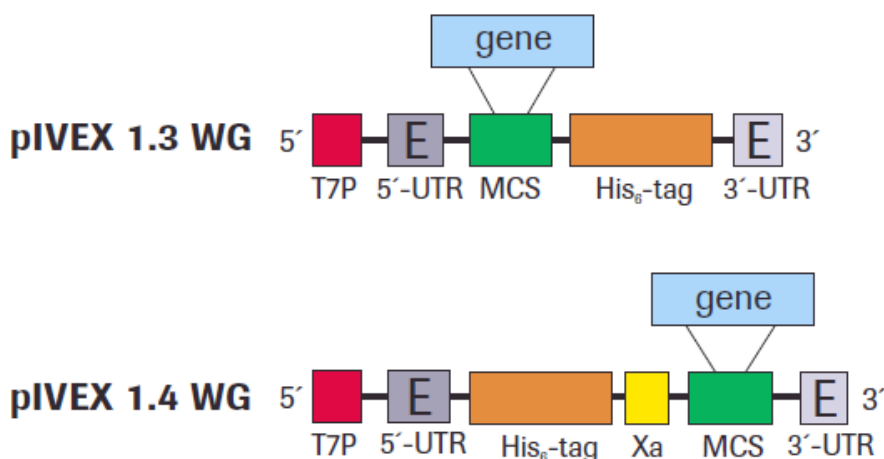 gene
pIVEX 1.3 WG 5´ E E 3´
T7P 5´-UTR MCS His₆-tag 3´-UTR
gene
pIVEX 1.4 WG 5´ E E 3´
T7P 5´-UTR His₆-tag Xa MCS 3´-UTR